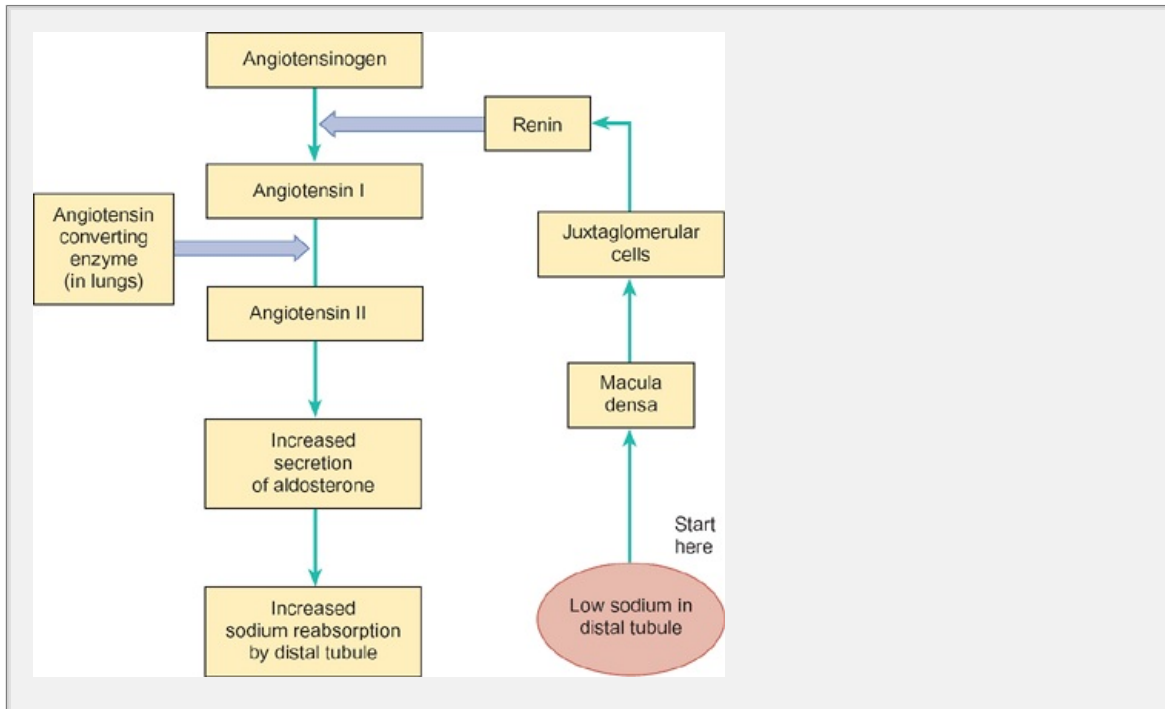 Angiotensinogen
Renin
Angiotensin I
Angiotensin
converting
enzyme
(in lungs)
Juxtaglomerular
cells
Angiotensin II
Macula
densa
Increased
secretion
of aldosterone
Start
here
Increased
sodium reabsorption
by distal tubule
Low sodium in
distal tubule